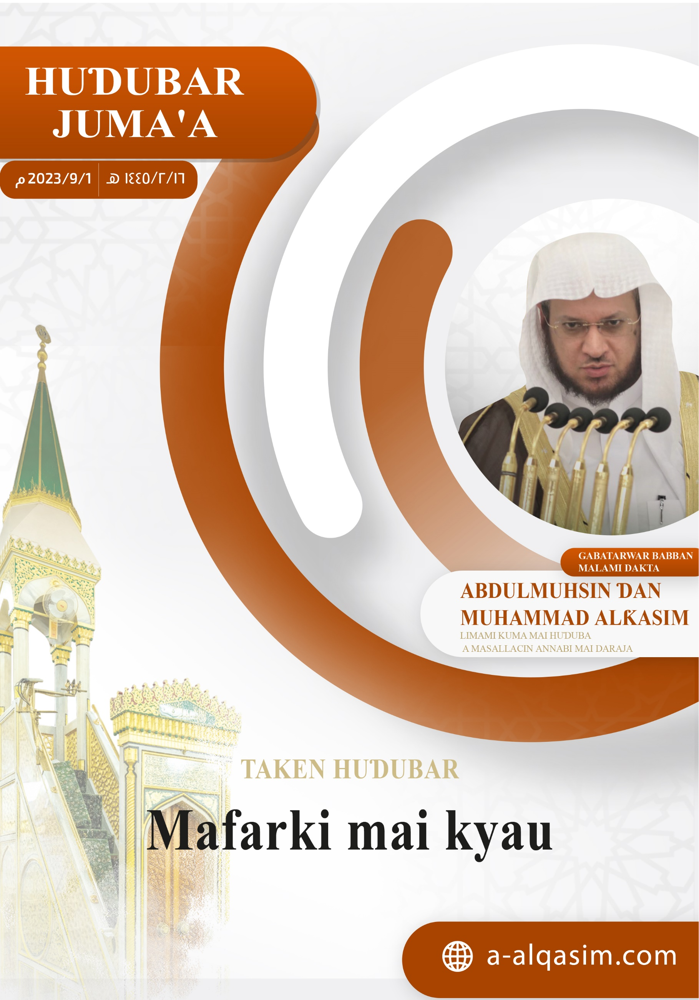 HUƊUBAR
JUMA'A
2023/9/1 م | ١٤٤٥/٢/١٦ هـ
GABATARWAR BABBAN
MALAMI DAKTA
ABDULMUHSIN ƊAN
MUHAMMAD ALƘASIM
LIMAMI KUMA MAI HUƊUBA
A MASALLACIN ANNABI MAI DARAJA
TAKEN HUƊUBAR
Mafarki mai kyau
a-alqasim.com